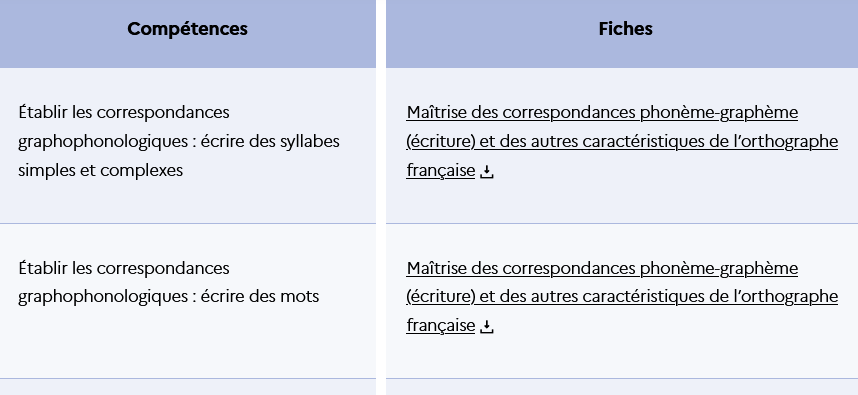 Compétences
Fiches
Établir les correspondances
graphophonologiques : écrire des syllabes
simples et complexes
Maîtrise des correspondances phonème-graphème
(écriture) et des autres caractéristiques de l'orthographe
française
Établir les correspondances
graphophonologiques : écrire des mots
Maîtrise des correspondances phonème-graphème
(écriture) et des autres caractéristiques de l'orthographe
française